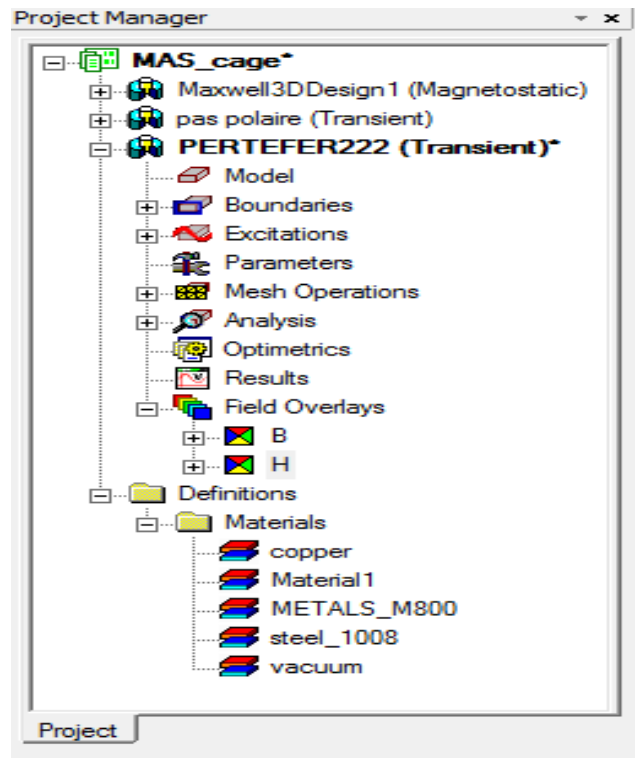 Project Manager
MAS_cage*
Maxwell3DDesign1 (Magnetostatic)
pas polaire (Transient)
PERTEFER222 (Transient)*
Model
Boundaries
Excitations
Parameters
Mesh Operations
Analysis
Optimetrics
Results
Field Overlays
B
H
Definitions
Materials
copper
Material1
METALS_M800
steel_1008
vacuum
Project